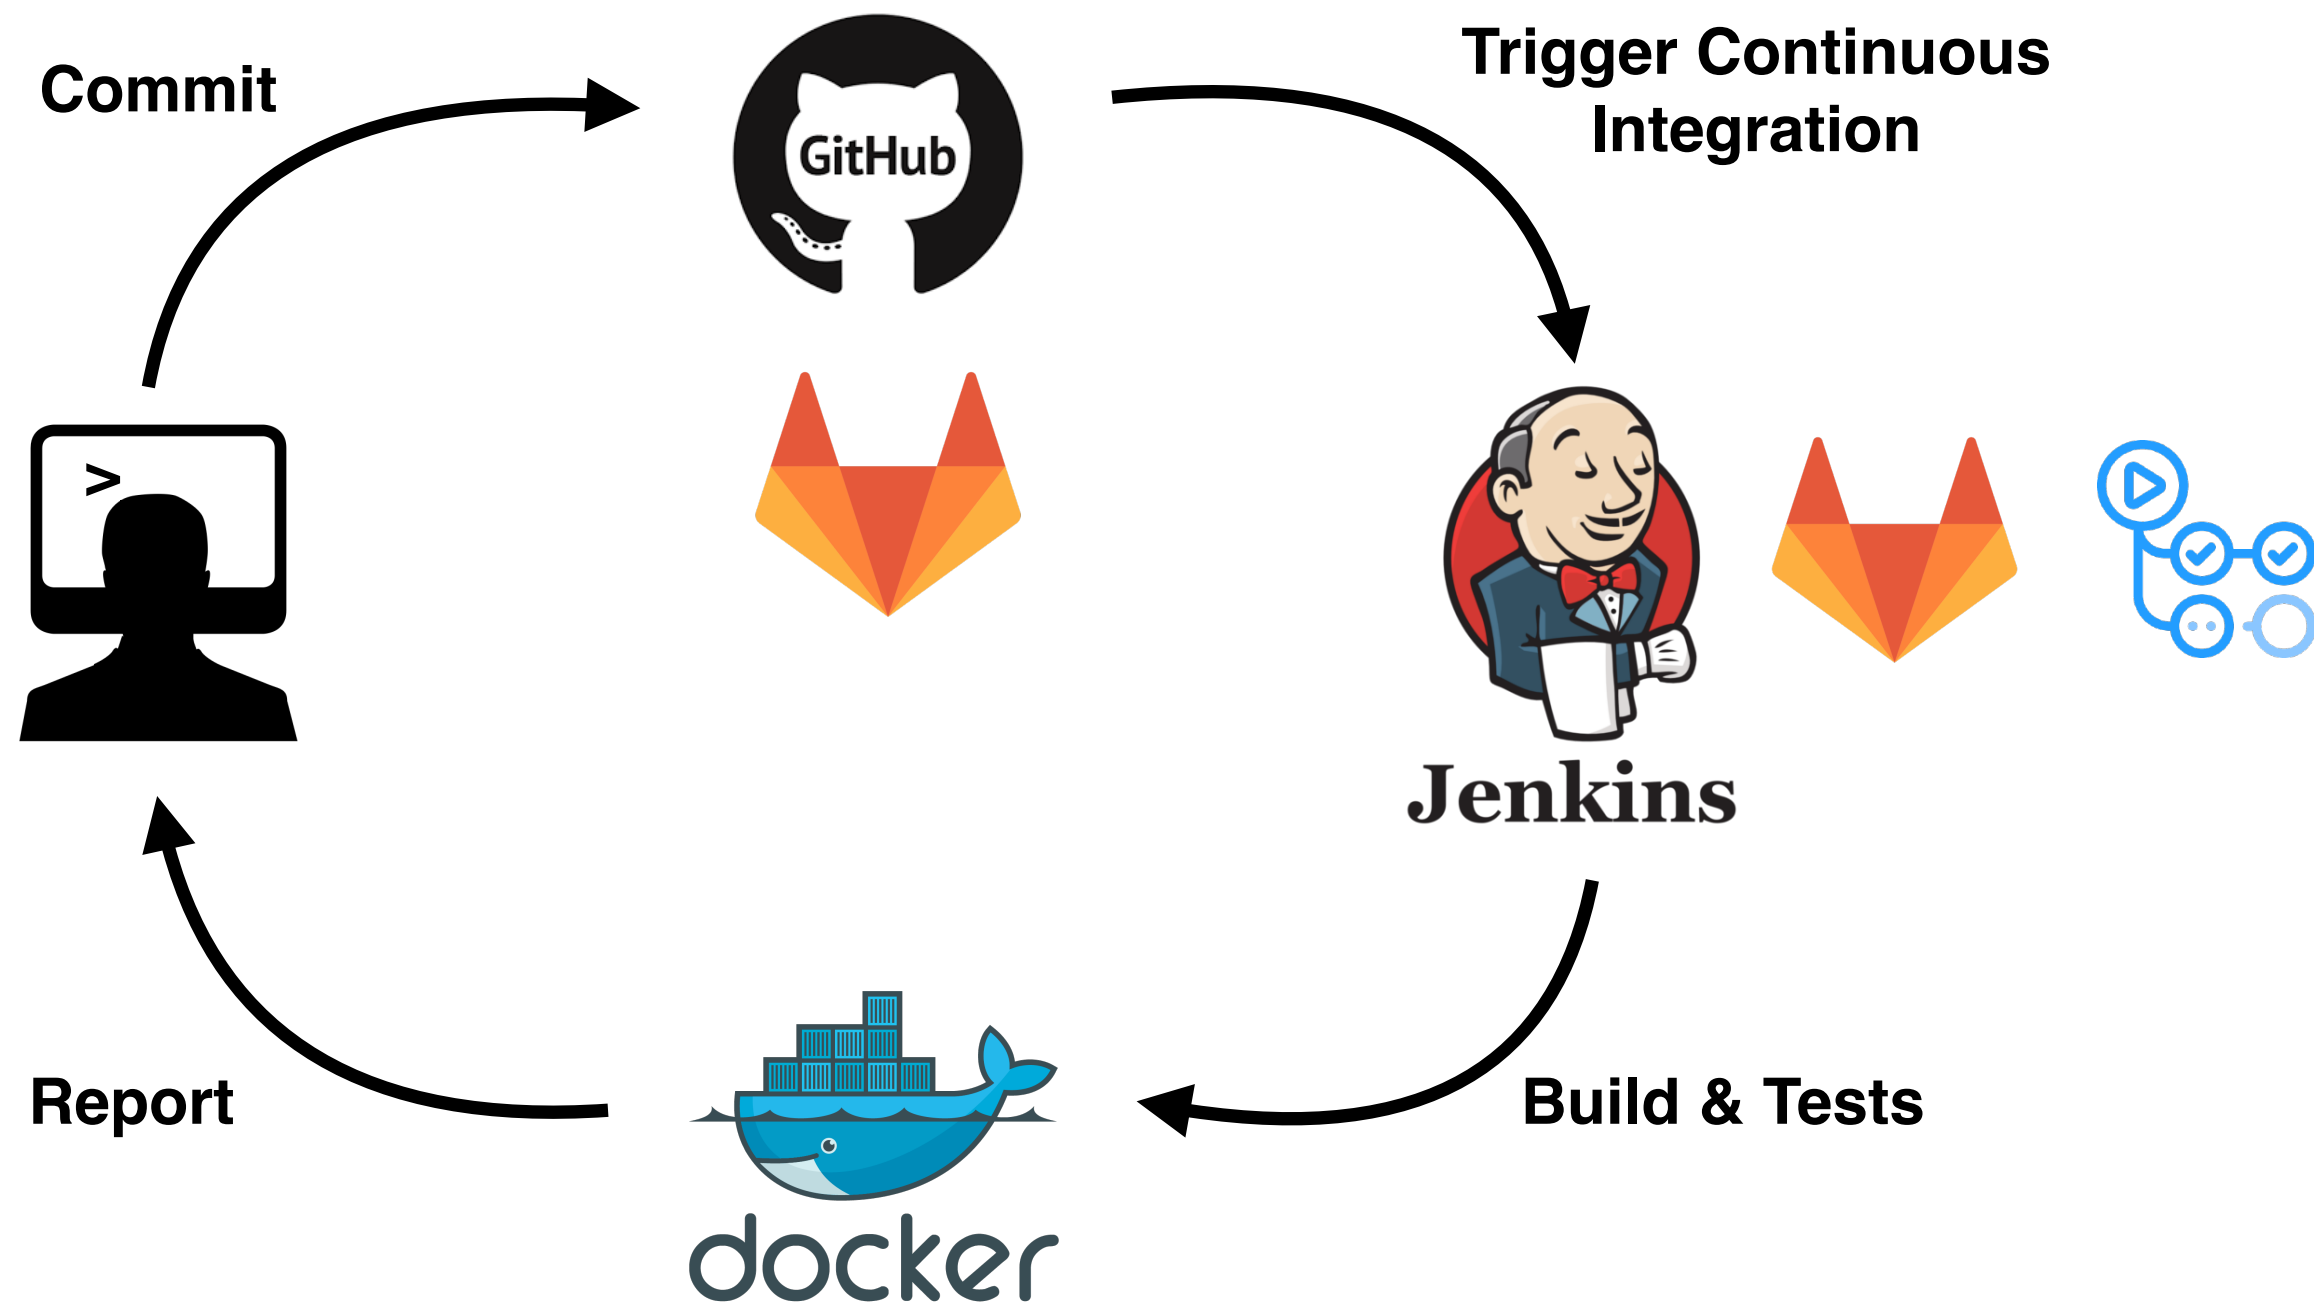 Commit
GitHub
Trigger Continuous
Integration
>
Jenkins
Report
Build & Tests
docker